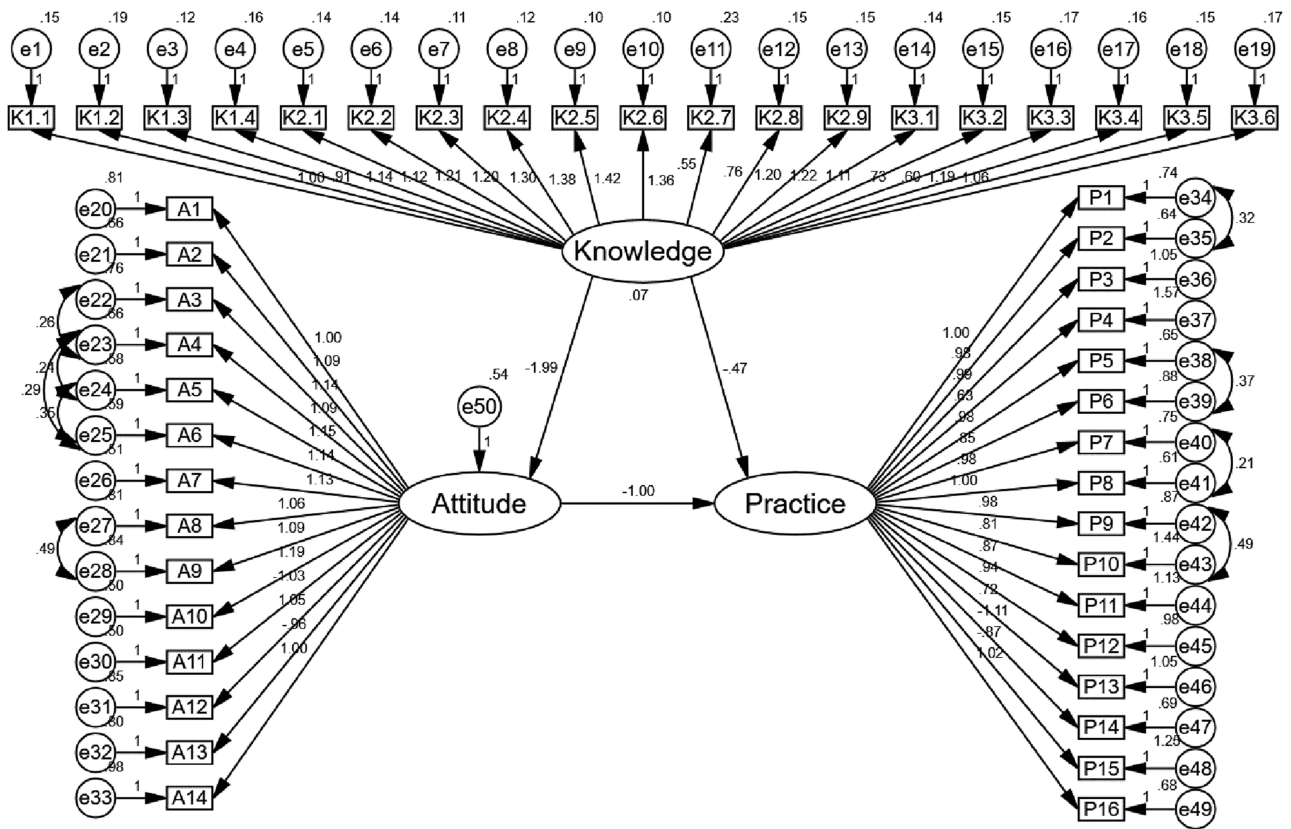 .15 .19 .12 .16 .14 .14 .11 .12 .10 .10 .23 .15 .15 .14 .15 .17 .16 .15 .17
e1 e2 e3 e4 e5 e6 e7 e8 e9 e10 e11 e12 e13 e14 e15 e16 e17 e18 e19
1 1 1 1 1 1 1 1 1 1 1 1 1 1 1 1 1 1 1
K1.1 K1.2 K1.3 K1.4 K2.1 K2.2 K2.3 K2.4 K2.5 K2.6 K2.7 K2.8 K2.9 K3.1 K3.2 K3.3 K3.4 K3.5 K3.6
1.00 .91 1.14 1.12 1.21 1.20 1.30 1.38 1.42 1.36 .55 .76 1.20 1.22 1.11 .73 .60 1.19 1.06
Knowledge
.07
-1.99
-.47
.54
e50
1
Attitude
-1.00
Practice
.81
e20 1 A1
.66
e21 1 A2
.76
e22 1 A3
.66
e23 1 A4
.58
e24 1 A5
.59
e25 1 A6
.51
e26 1 A7
.81
e27 1 A8
.84
e28 1 A9
.50
e29 1 A10
.50
e30 1 A11
.85
e31 1 A12
.80
e32 1 A13
.98
e33 1 A14
.26
.24
.29
.35
.49
1.00
1.09
1.14
1.09
1.15
1.14
1.13
1.06
1.09
1.19
-1.03
1.05
-.96
1.00
1.00
.98
.99
.63
.98
.85
.98
1.00
.98
.81
.87
.94
.72
-1.11
-.87
1.02
.74
P1 1 e34
.64
P2 1 e35
1.05
P3 1 e36
1.57
P4 1 e37
.65
P5 1 e38
.88
P6 1 e39
.75
P7 1 e40
.61
P8 1 e41
.87
P9 1 e42
1.44
P10 1 e43
1.13
P11 1 e44
.98
P12 1 e45
1.05
P13 1 e46
.69
P14 1 e47
1.25
P15 1 e48
.68
P16 1 e49
.32
.37
.21
.49